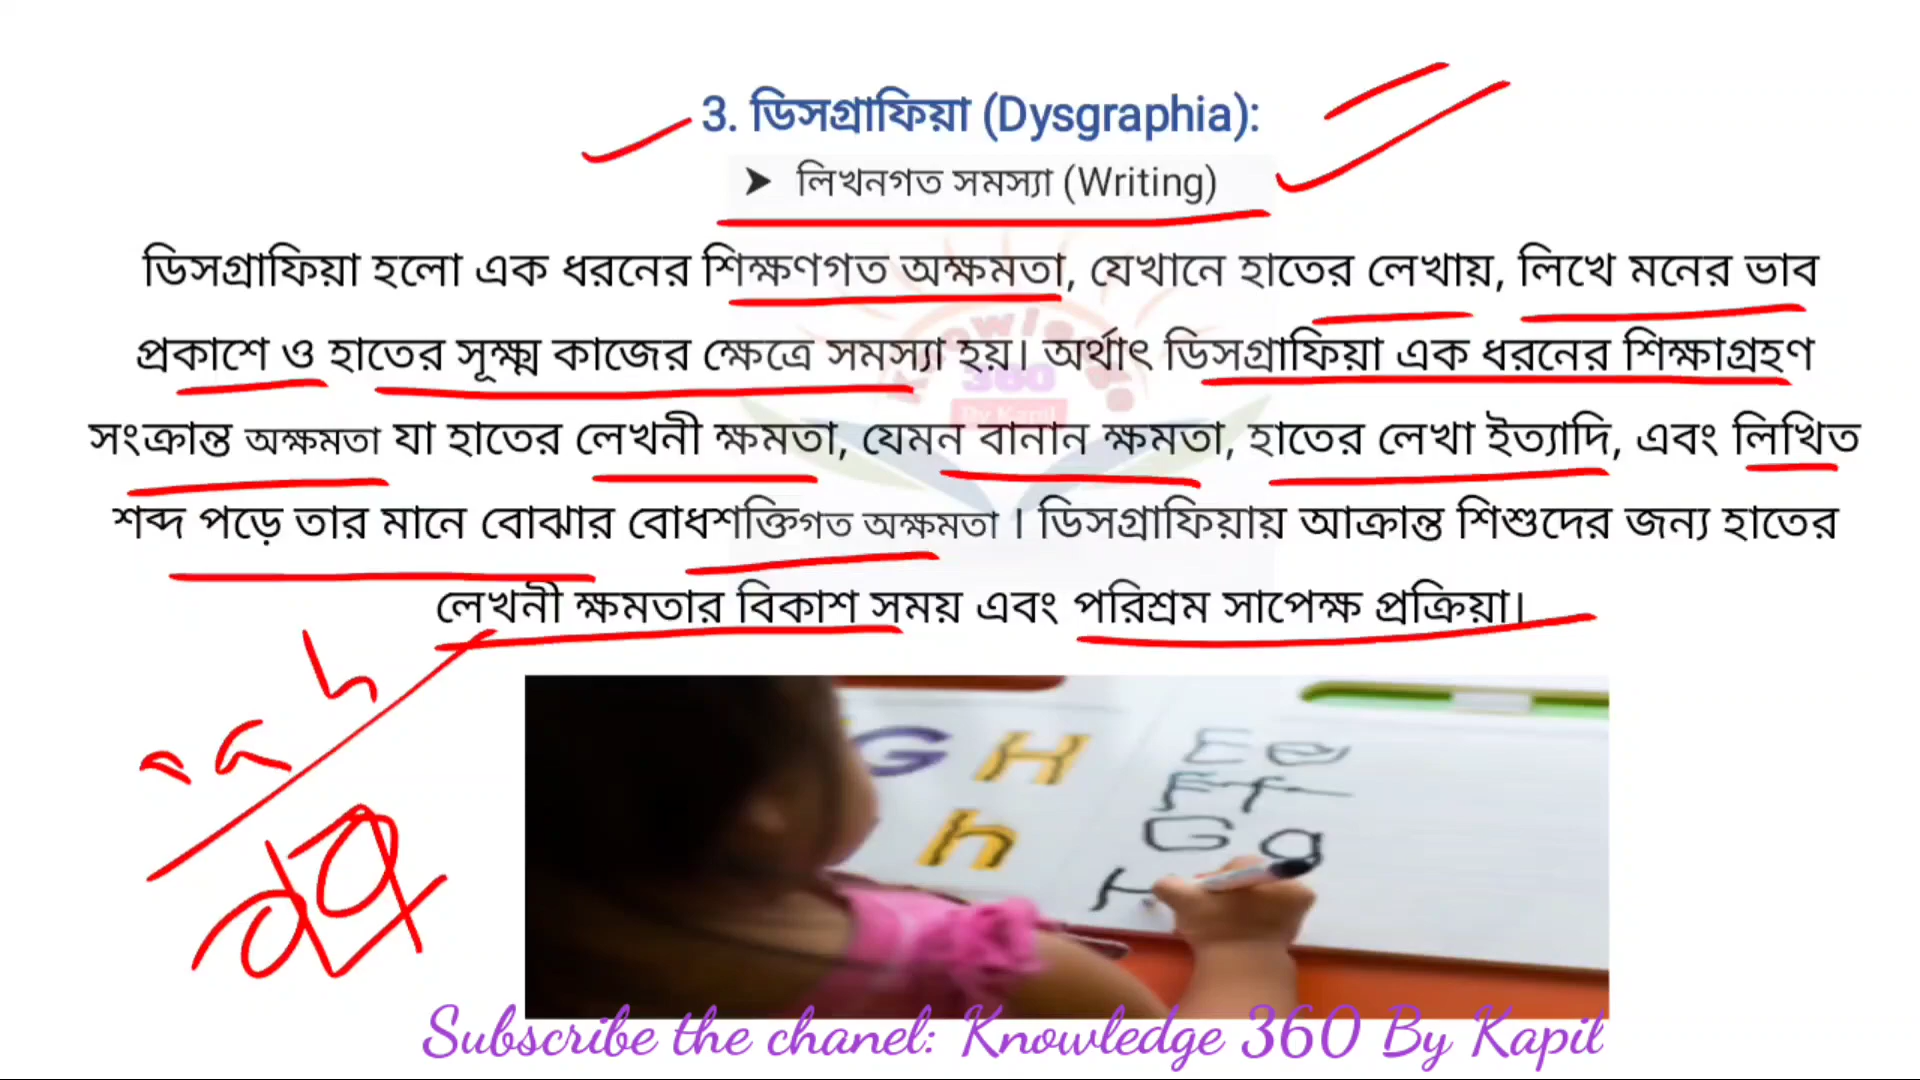 3. ডিসগ্রাফিয়া (Dysgraphia):
➤ লিখনগত সমস্যা (Writing)
ডিসগ্রাফিয়া হলো এক ধরনের শিক্ষণগত অক্ষমতা, যেখানে হাতের লেখায়, লিখে মনের ভাব
প্রকাশে ও হাতের সূক্ষ্ম কাজের ক্ষেত্রে সমস্যা হয়। অর্থাৎ ডিসগ্রাফিয়া এক ধরনের শিক্ষাগ্রহণ
সংক্রান্ত অক্ষমতা যা হাতের লেখনী ক্ষমতা, যেমন বানান ক্ষমতা, হাতের লেখা ইত্যাদি, এবং লিখিত
শব্দ পড়ে তার মানে বোঝার বোধশক্তিগত অক্ষমতা । ডিসগ্রাফিয়ায় আক্রান্ত শিশুদের জন্য হাতের
লেখনী ক্ষমতার বিকাশ সময় এবং পরিশ্রম সাপেক্ষ প্রক্রিয়া।
G H
h
E e
F f
G g
H
Subscribe the chanel: Knowledge 360 By Kapil